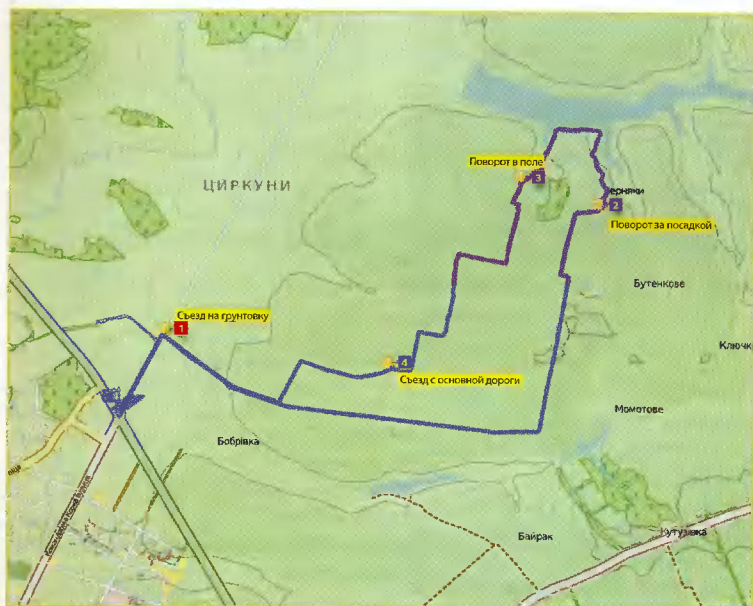 Поворот в поле
3
ЦИРКУНИ
ерняки
2
Поворот за посадкой
Бутенкове
Съезд на грунтовку
1
Ключк
4
Съезд с основной дороги
Момотове
Бобрівка
Байрак
Кутузівка